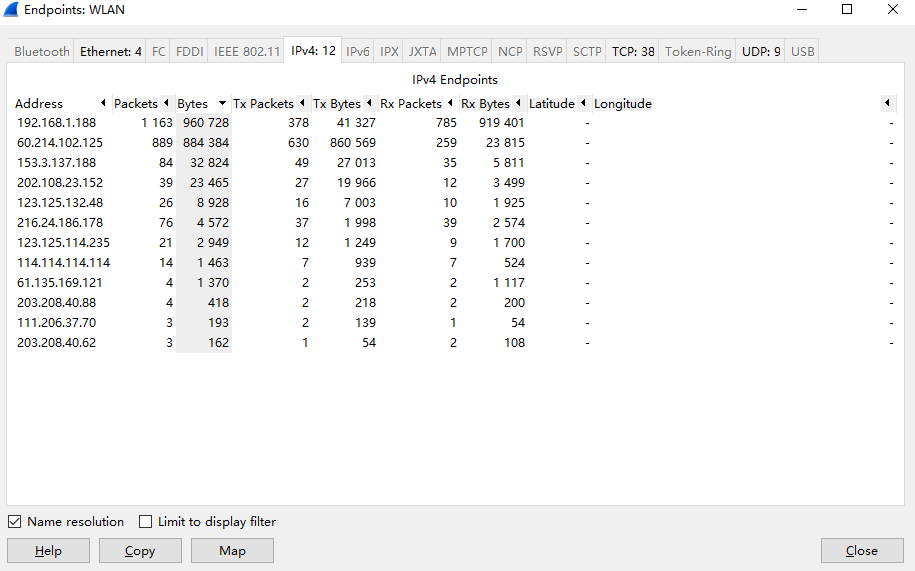 Endpoints: WLAN
Bluetooth Ethernet: 4 FC FDDI IEEE 802.11 IPv4: 12 IPv6 IPX JXTA MPTCP NCP RSVP SCTP TCP: 38 Token-Ring UDP: 9 USB
IPv4 Endpoints
Address Packets Bytes Tx Packets Tx Bytes Rx Packets Rx Bytes Latitude Longitude
192.168.1.188 1 163 960 728 378 41 327 785 919 401 - -
60.214.102.125 889 884 384 630 860 569 259 23 815 - -
153.3.137.188 84 32 824 49 27 013 35 5 811 - -
202.108.23.152 39 23 465 27 19 966 12 3 499 - -
123.125.132.48 26 8 928 16 7 003 10 1 925 - -
216.24.186.178 76 4 572 37 1 998 39 2 574 - -
123.125.114.235 21 2 949 12 1 249 9 1 700 - -
114.114.114.114 14 1 463 7 939 7 524 - -
61.135.169.121 4 1 370 2 253 2 1 117 - -
203.208.40.88 4 418 2 218 2 200 - -
111.206.37.70 3 193 2 139 1 54 - -
203.208.40.62 3 162 1 54 2 108 - -
Name resolution Limit to display filter
Help Copy Map Close